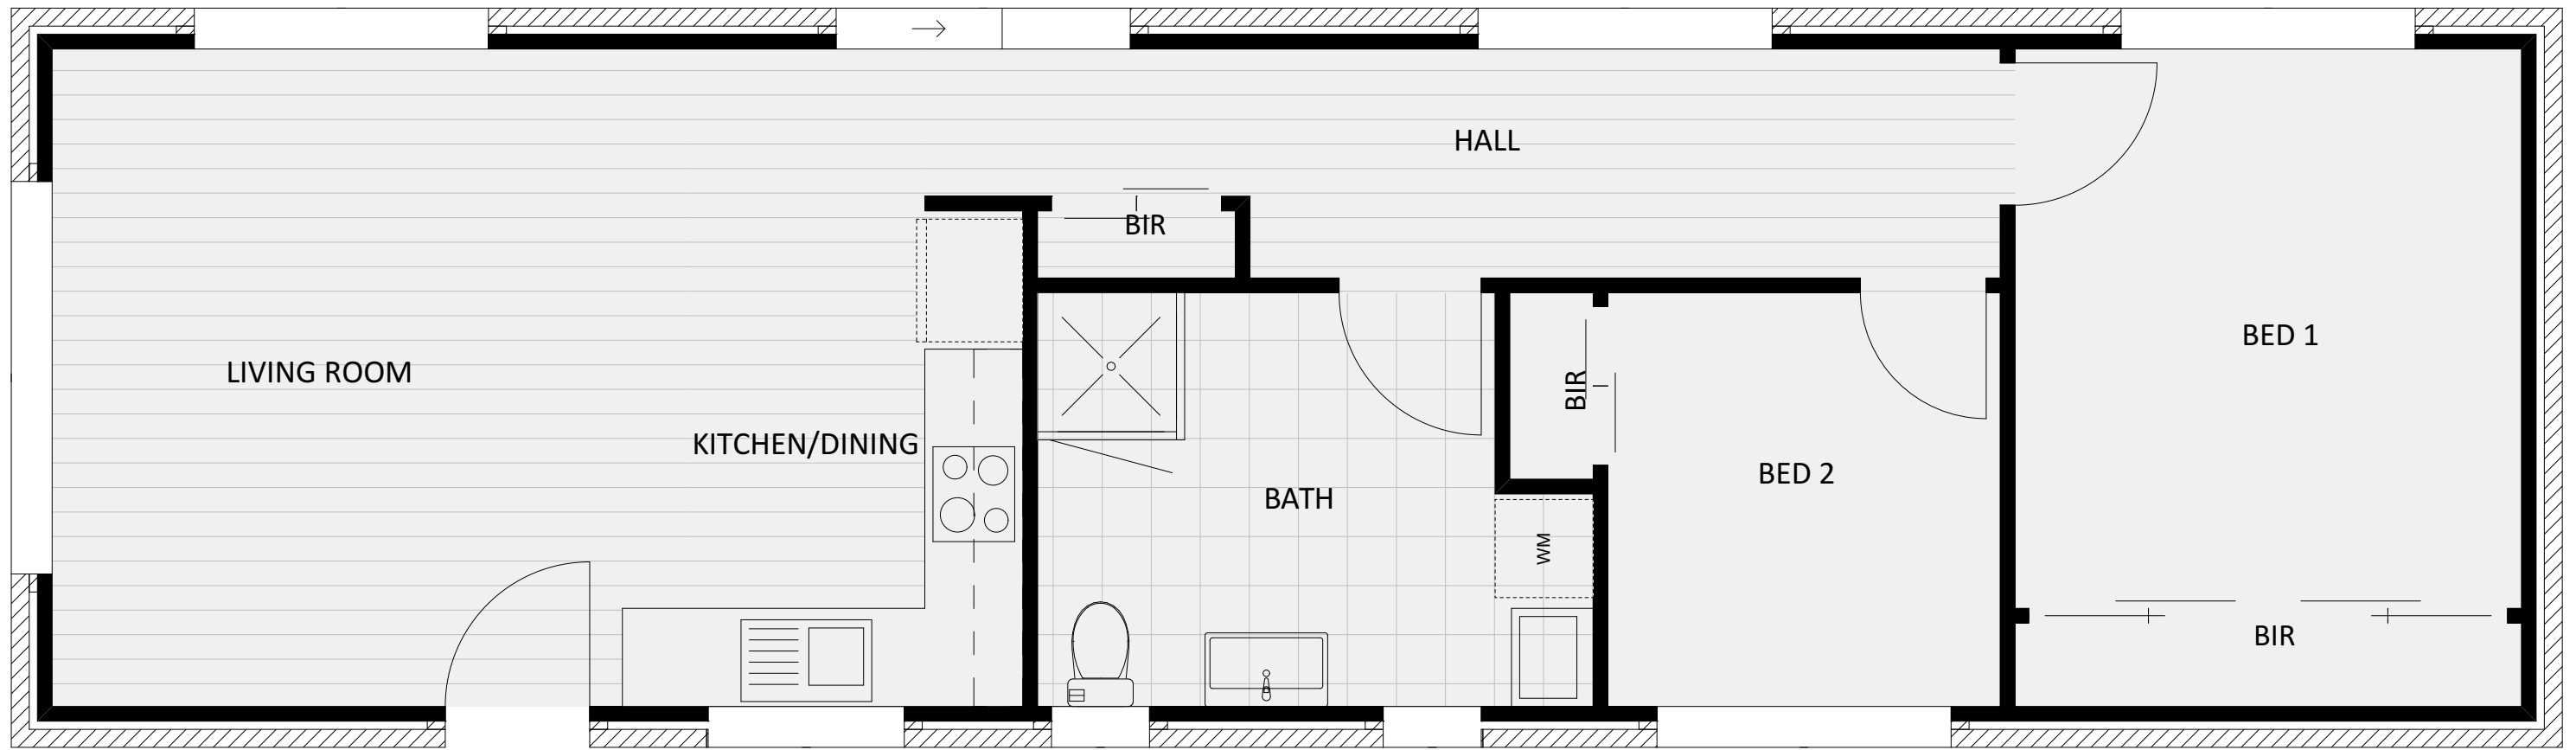 HALL
BIR
BED 1
LIVING ROOM
BIR
KITCHEN/DINING
BED 2
BATH
WM
BIR